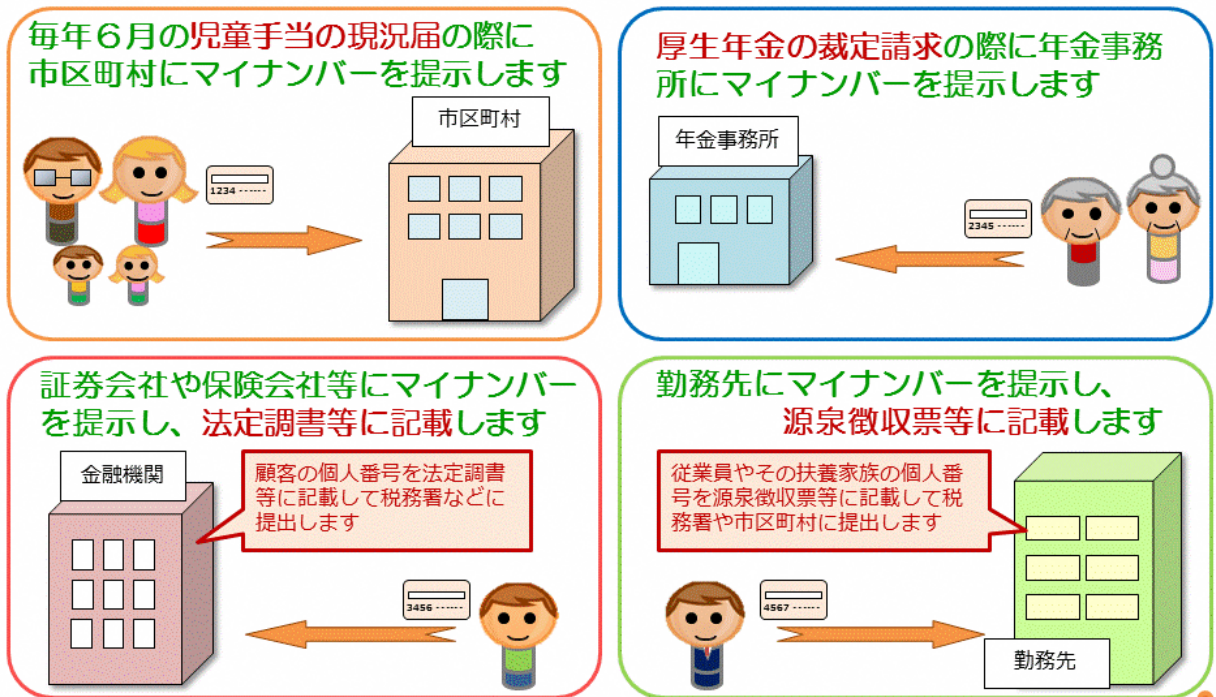 毎年６月の児童手当の現況届の際に
市区町村にマイナンバーを提示します
市区町村
1234 ------
厚生年金の裁定請求の際に年金事務
所にマイナンバーを提示します
年金事務所
2345 ------
証券会社や保険会社等にマイナンバー
を提示し、法定調書等に記載します
金融機関
顧客の個人番号を法定調書
等に記載して税務署などに
提出します
3456 ------
勤務先にマイナンバーを提示し、
源泉徴収票等に記載します
従業員やその扶養家族の個人番
号を源泉徴収票等に記載して税
務署や市区町村に提出します
4567 ------
勤務先